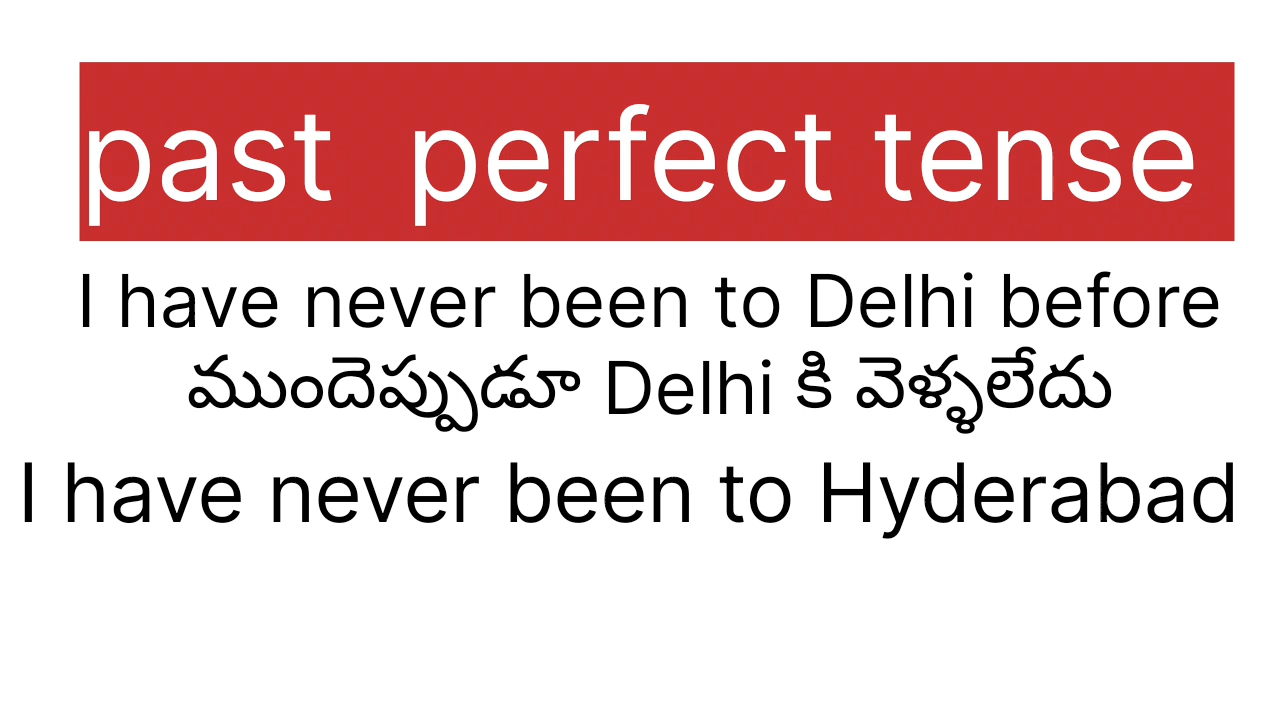 past perfect tense
I have never been to Delhi before
ముందెప్పుడూ Delhi కి వెళ్ళలేదు
I have never been to Hyderabad